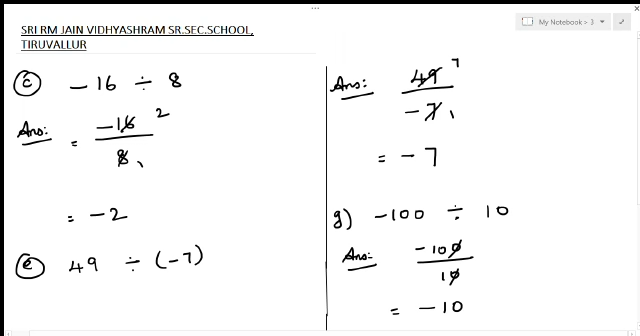 ...
My Notebook > 3
SRI RM JAIN VIDHYASHRAM SR.SEC.SCHOOL,
TIRUVALLUR
c) -16 ÷ 8
Ans: = -16 2
8 1
= -2
e) 49 ÷ (-7)
Ans: 49 7
-7 1
= -7
g) -100 ÷ 10
Ans: -100
10
= -10